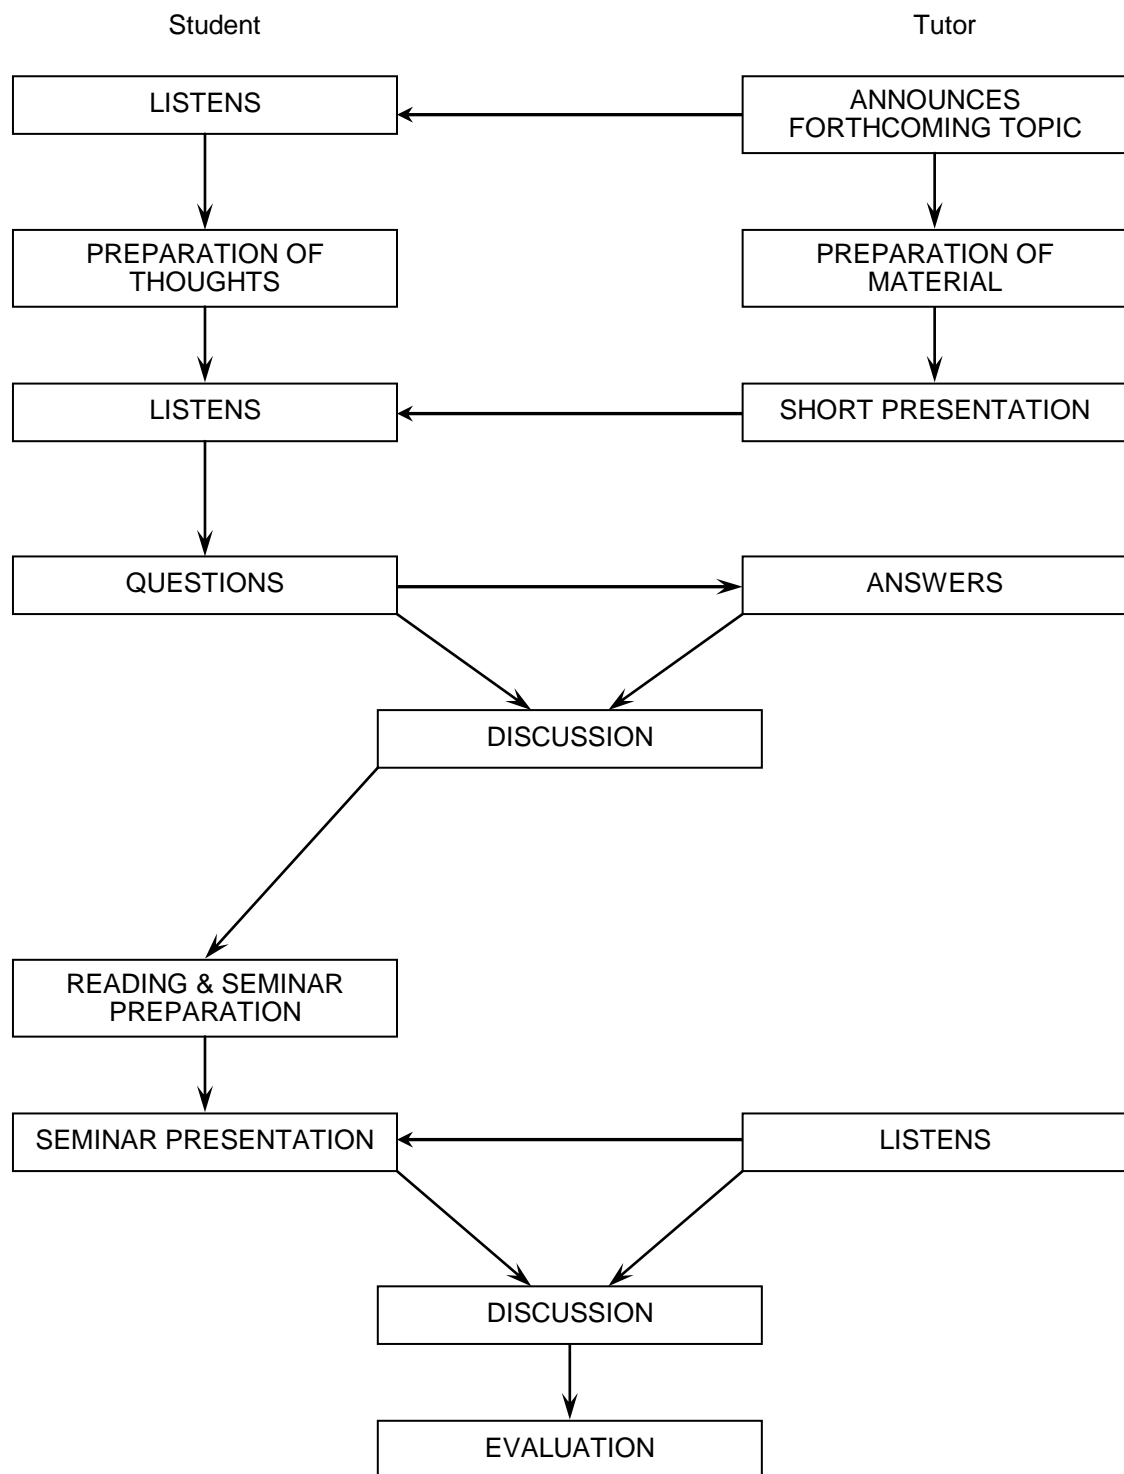 Student
Tutor
LISTENS
ANNOUNCES
FORTHCOMING TOPIC
PREPARATION OF
THOUGHTS
PREPARATION OF
MATERIAL
LISTENS
SHORT PRESENTATION
QUESTIONS
ANSWERS
DISCUSSION
READING & SEMINAR
PREPARATION
SEMINAR PRESENTATION
LISTENS
DISCUSSION
EVALUATION